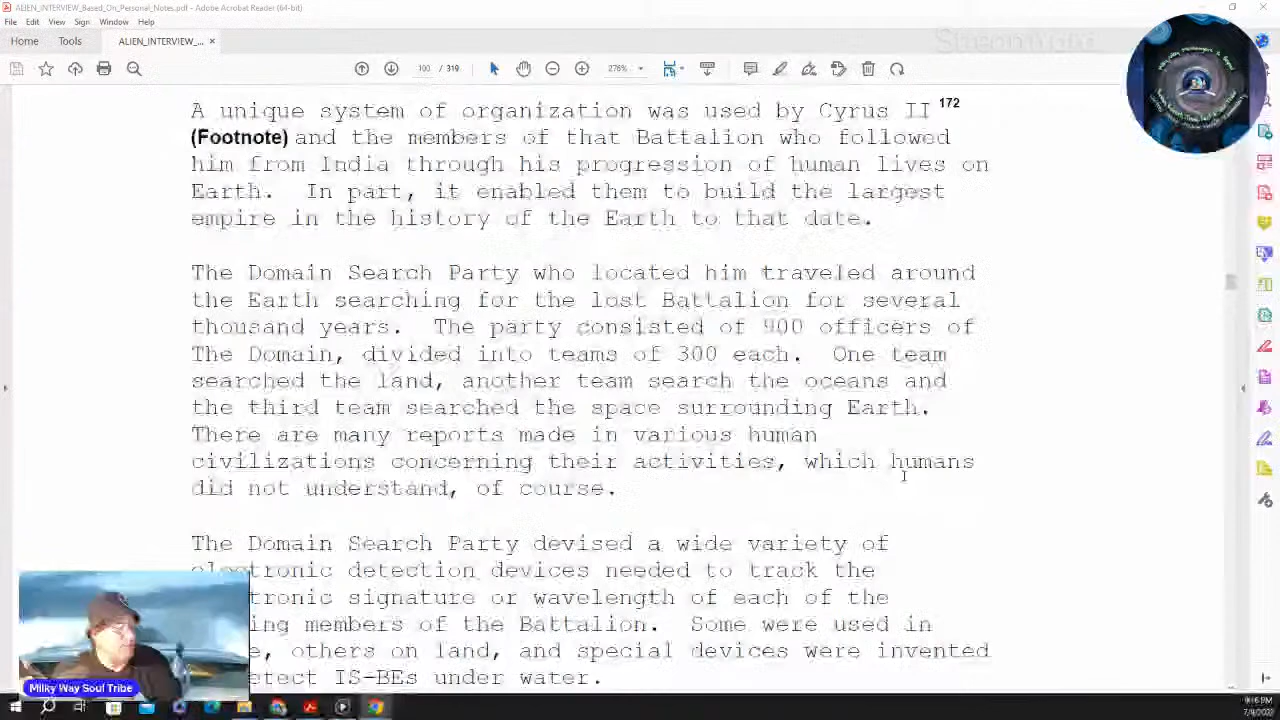 ALIEN_INTERVIEW_Based_On_Personal_Notes.pdf - Adobe Acrobat Reader (64-bit)
File Edit View Sign Window Help
Home Tools ALIEN_INTERVIEW_... ×
StreamYard
100 / 319 276%
A unique system of organization was used by Cyrus II 172
(Footnote) and the members of that Battalion who followed
him from India through his progression of human lives on
Earth. In part, it enabled them to build the largest
empire in the history of the Earth to that date.
The Domain Search Party who located him traveled around
the Earth searching for the lost Battalion for several
thousand years. The party consisted of 900 officers of
The Domain, divided into teams of 300 each. One team
searched the land, another team search the oceans and
the third team searched the space surrounding Earth.
There are many reports made in various human
civilizations concerning their activities, which humans
did not understand, of course.
The Domain Search Party devised a wide variety of
electronic detection devices needed to track the
tronic signature or wavelength of each of the
ing members of the Battalion. Some were used in
e, others on land, and special devices were invented
etect IS-BEs under water.
Milky Way Soul Tribe
9:16 PM